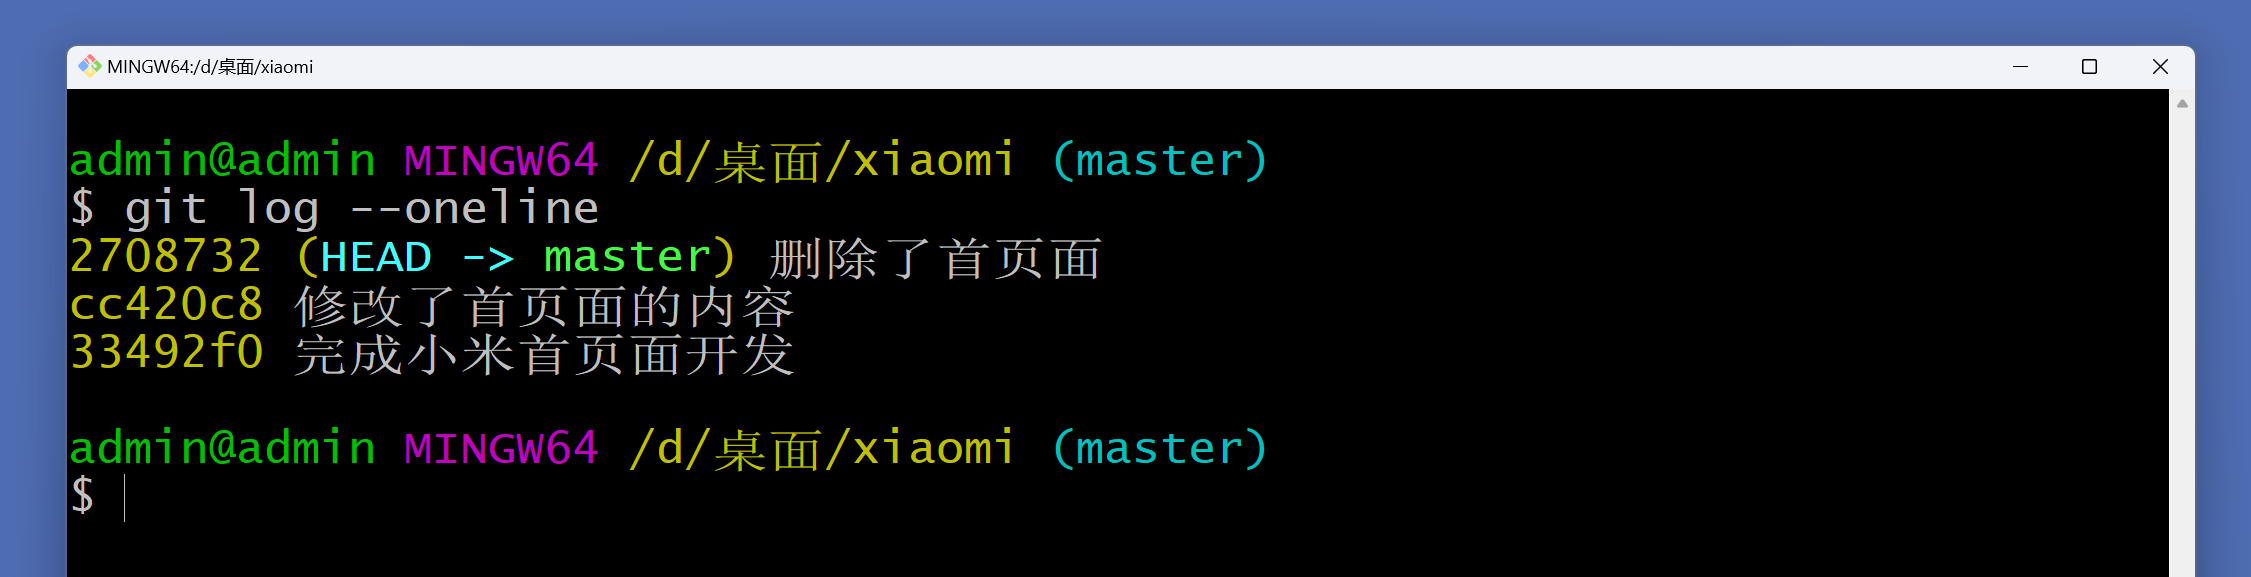 MINGW64:/d/桌面/xiaomi
admin@admin MINGW64 /d/桌面/xiaomi (master)
$ git log --oneline
2708732 (HEAD -> master) 删除了首页面
cc420c8 修改了首页面的内容
33492f0 完成小米首页面开发
admin@admin MINGW64 /d/桌面/xiaomi (master)
$